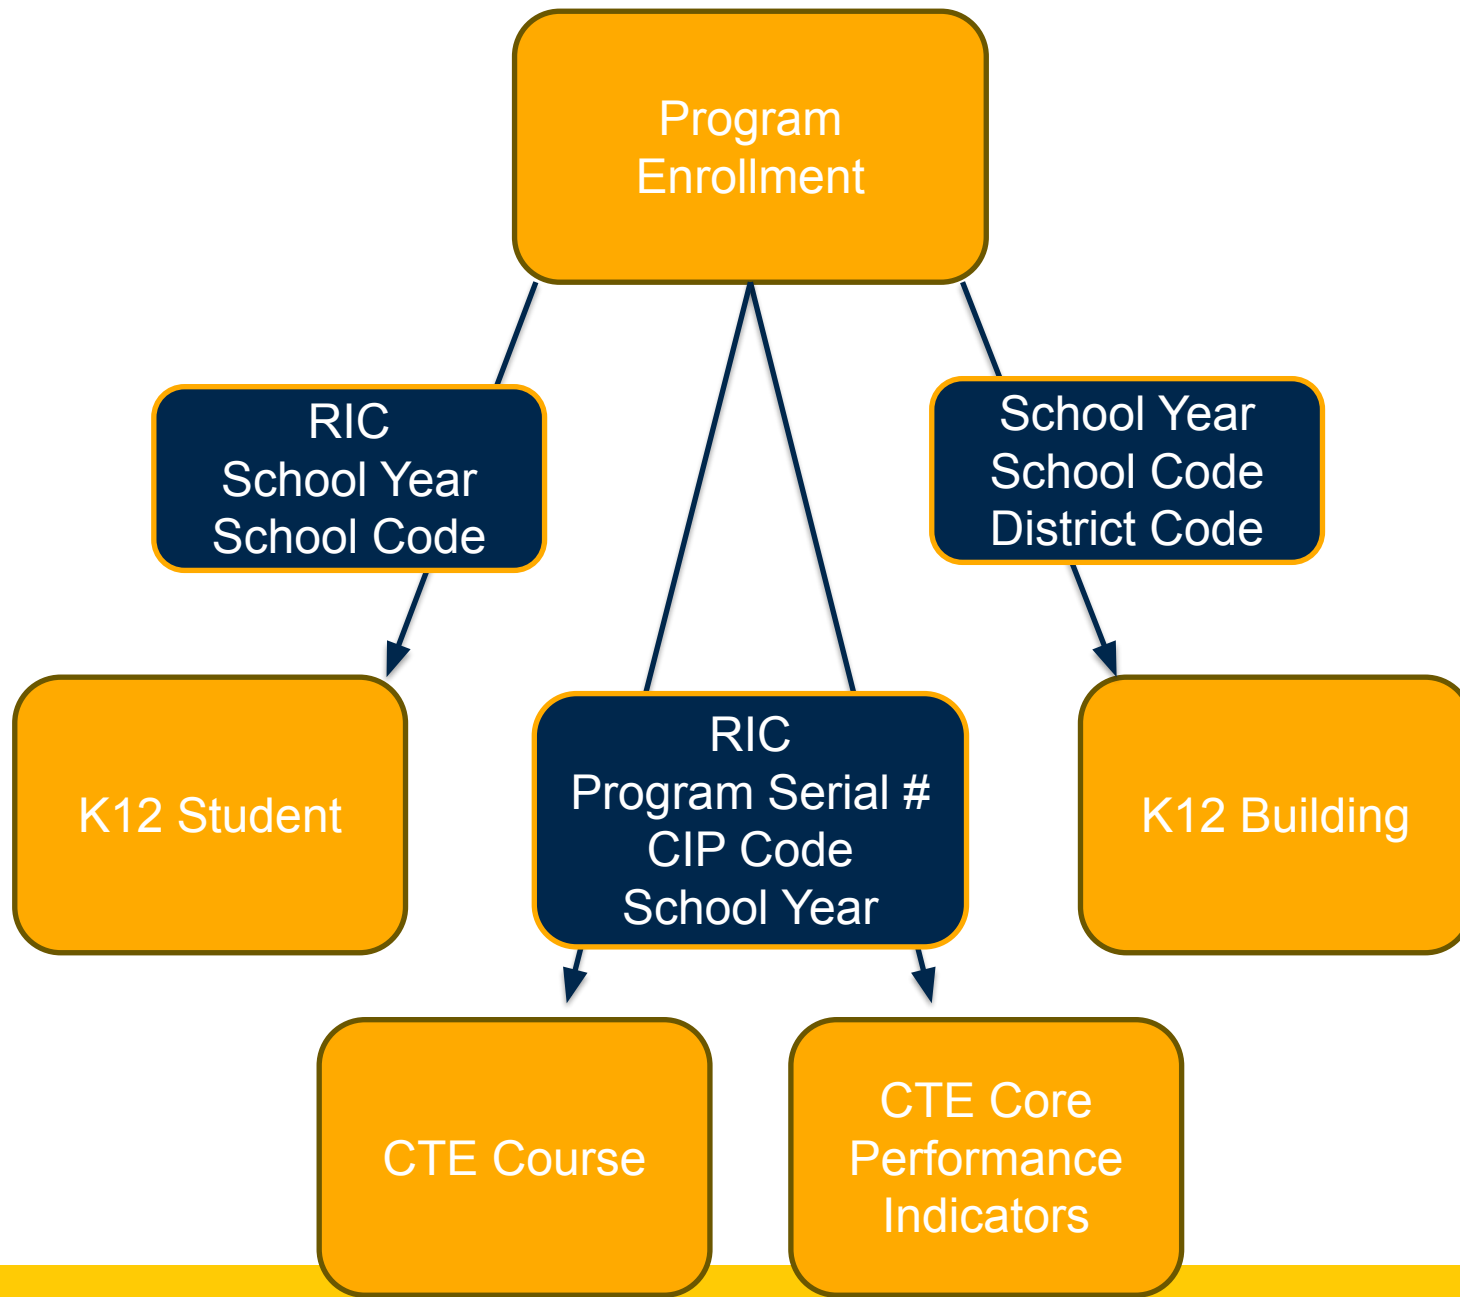 Program
Enrollment
RIC
School Year
School Code
School Year
School Code
District Code
K12 Student
RIC
Program Serial #
CIP Code
School Year
K12 Building
CTE Course
CTE Core
Performance
Indicators